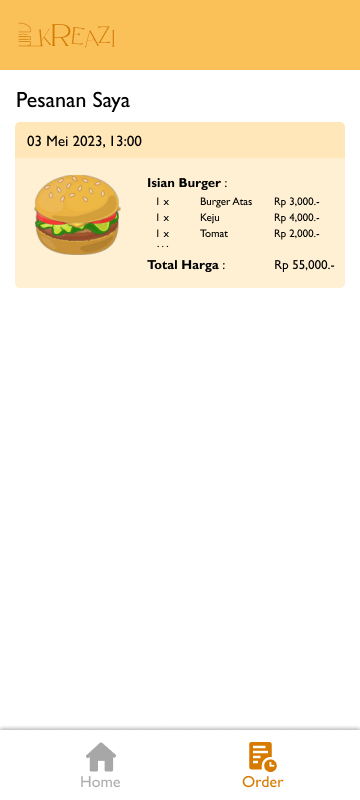 KREAZI
Pesanan Saya
03 Mei 2023, 13:00
Isian Burger :
1 x Burger Atas Rp 3,000.-
1 x Keju Rp 4,000.-
1 x Tomat Rp 2,000.-
...
Total Harga : Rp 55,000.-
Home Order